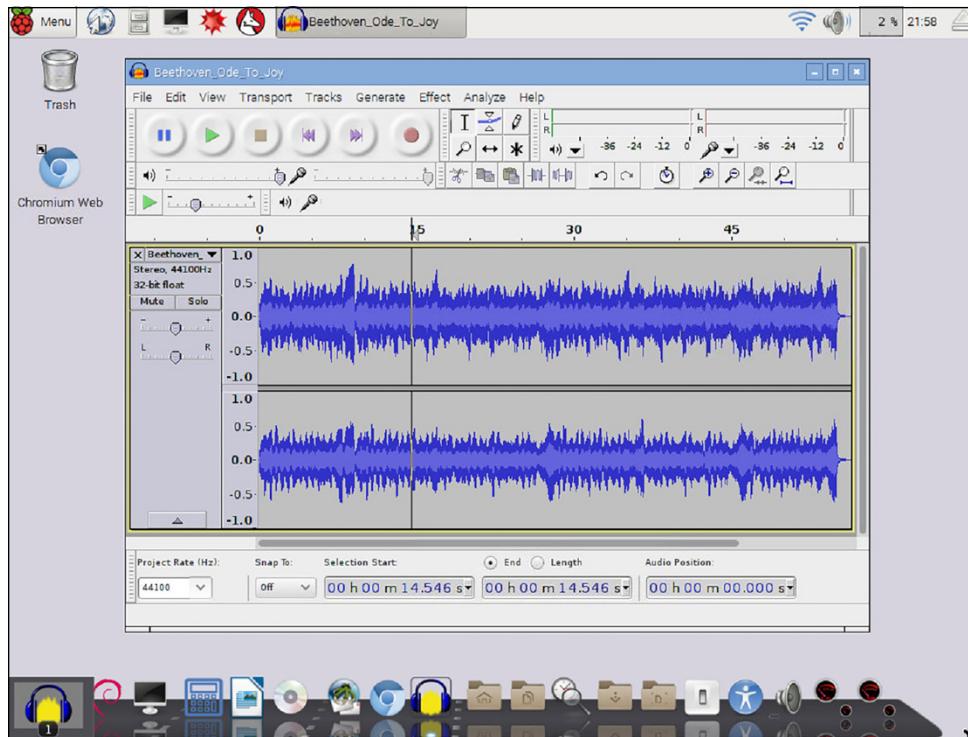 Menu Beethoven_Ode_To_Joy 2 % 21:58
Trash
Chromium Web
Browser
Beethoven_Ode_To_Joy
File Edit View Transport Tracks Generate Effect Analyze Help
L
R
-36 -24 -12 0
L
R
-36 -24 -12 0
- +
0 15 30 45
X Beethoven_
Stereo, 44100Hz
32-bit float
Mute Solo
- +
L R
1.0
0.5
0.0
-0.5
-1.0
1.0
0.5
0.0
-0.5
-1.0
Project Rate (Hz): Snap To: Selection Start: End Length Audio Position:
44100 Off 00 h 00 m 14.546 s 00 h 00 m 14.546 s 00 h 00 m 00.000 s
1